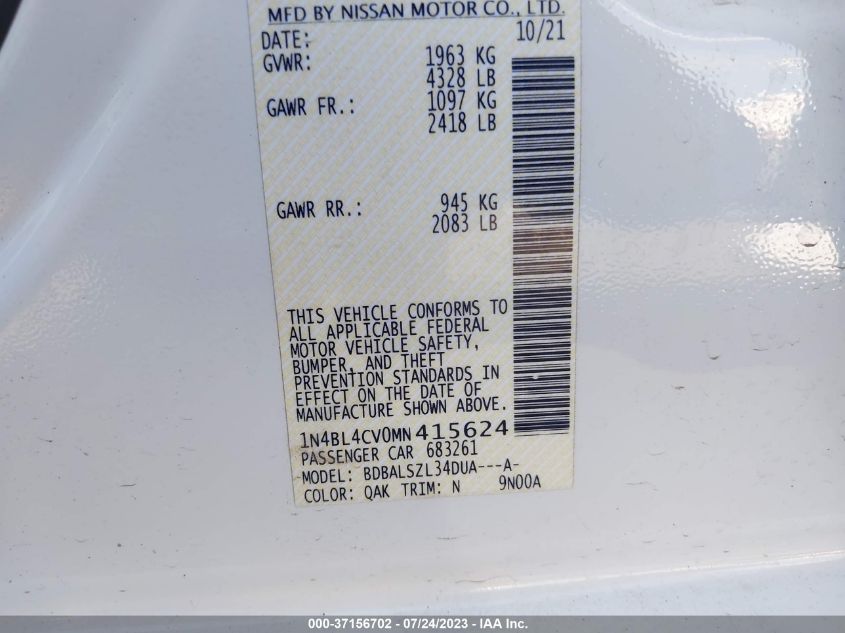 MFD BY NISSAN MOTOR CO., LTD.
DATE: 10/21
GVWR: 1963 KG
4328 LB
GAWR FR.: 1097 KG
2418 LB
GAWR RR.: 945 KG
2083 LB
THIS VEHICLE CONFORMS TO
ALL APPLICABLE FEDERAL
MOTOR VEHICLE SAFETY,
BUMPER, AND THEFT
PREVENTION STANDARDS IN
EFFECT ON THE DATE OF
MANUFACTURE SHOWN ABOVE.
1N4BL4CV0MN415624
PASSENGER CAR 683261
MODEL: BDBALSZL34DUA---A-
COLOR: QAK TRIM: N 9N00A
000-37156702 / 07/24/2023 - IAA, Inc.